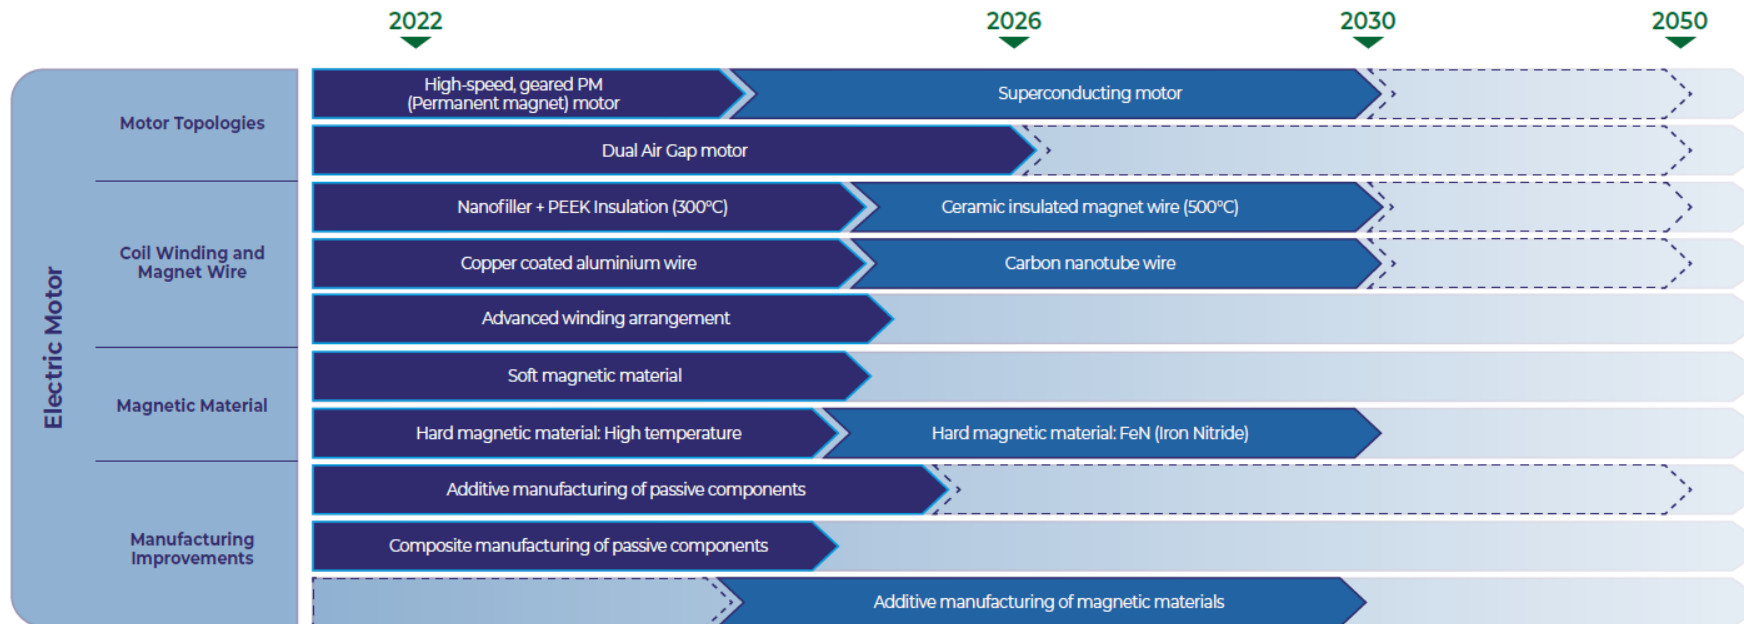 2022
2026
2030
2050
Electric Motor
Motor Topologies
High-speed, geared PM
(Permanent magnet) motor
Superconducting motor
Dual Air Gap motor
Coil Winding and
Magnet Wire
Nanofiller + PEEK Insulation (300°C)
Ceramic insulated magnet wire (500°C)
Copper coated aluminium wire
Carbon nanotube wire
Advanced winding arrangement
Magnetic Material
Soft magnetic material
Hard magnetic material: High temperature
Hard magnetic material: FeN (Iron Nitride)
Manufacturing
Improvements
Additive manufacturing of passive components
Composite manufacturing of passive components
Additive manufacturing of magnetic materials